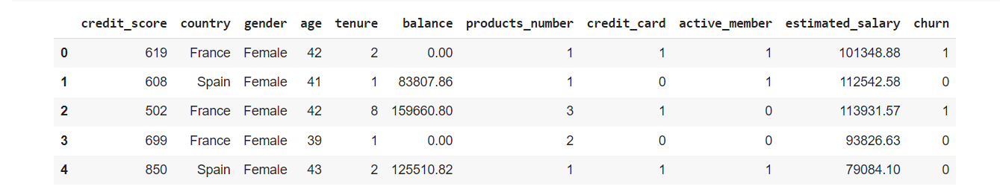 credit_score country gender age tenure balance products_number credit_card active_member estimated_salary churn
0 619 France Female 42 2 0.00 1 1 1 101348.88 1
1 608 Spain Female 41 1 83807.86 1 0 1 112542.58 0
2 502 France Female 42 8 159660.80 3 1 0 113931.57 1
3 699 France Female 39 1 0.00 2 0 0 93826.63 0
4 850 Spain Female 43 2 125510.82 1 1 1 79084.10 0